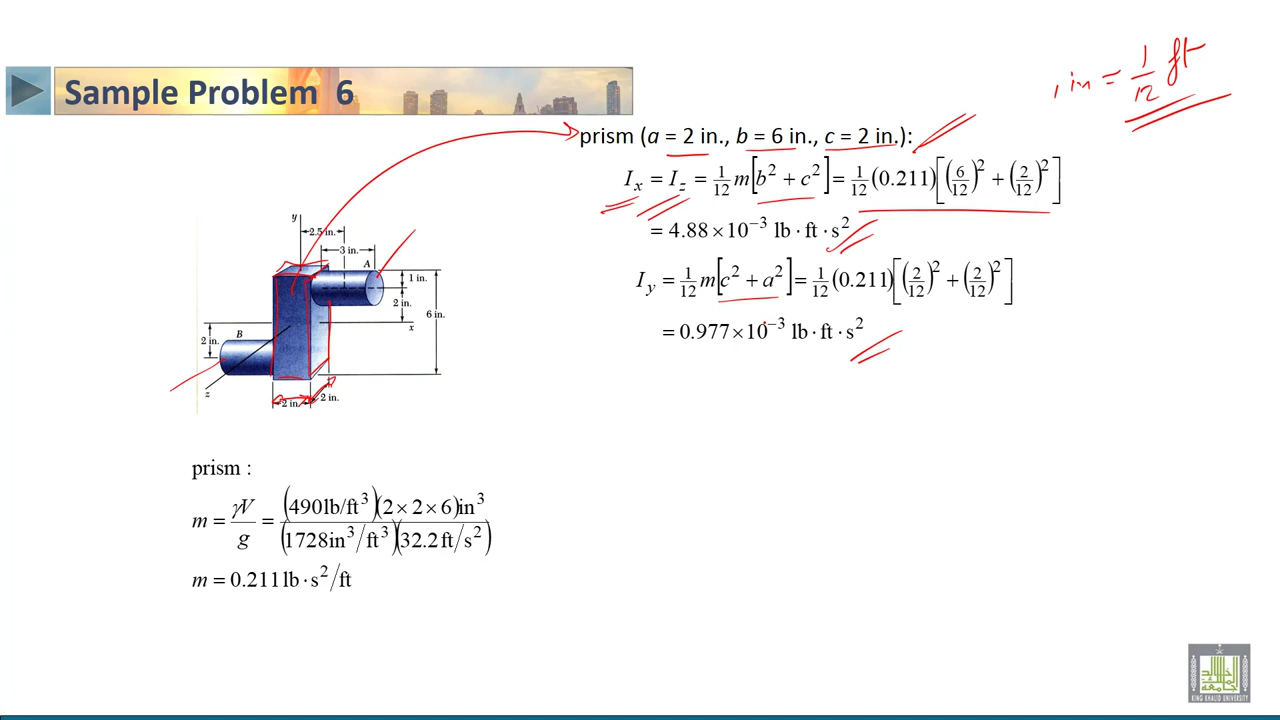 Sample Problem 6
1 in = 1/12 ft
prism (a = 2 in., b = 6 in., c = 2 in.):
I_x = I_z = 1/12 m[b² + c²] = 1/12 (0.211)[(6/12)² + (2/12)²]
= 4.88 × 10⁻³ lb · ft · s²
I_y = 1/12 m[c² + a²] = 1/12 (0.211)[(2/12)² + (2/12)²]
= 0.977 × 10⁻³ lb · ft · s²
y
2.5 in.
3 in.
A
1 in.
2 in.
6 in.
x
2 in.
B
z
2 in.
2 in.
prism :
m = γV/g = (490 lb/ft³)(2 × 2 × 6)in³ / (1728 in³/ft³)(32.2 ft/s²)
m = 0.211 lb · s²/ft
جامعة الملك خالد
KING KHALID UNIVERSITY